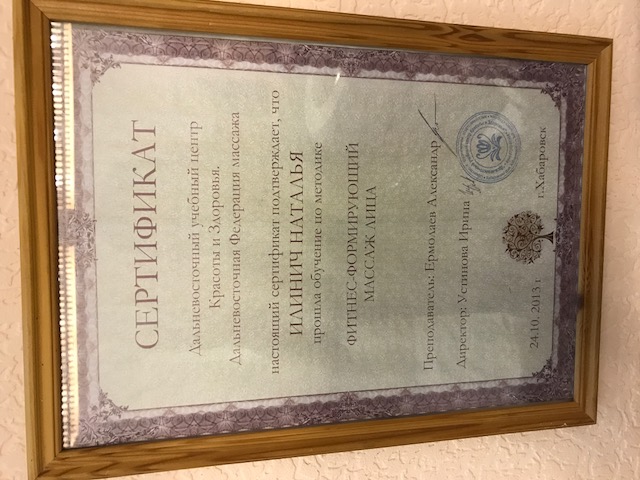 СЕРТИФИКАТ
Дальневосточный учебный центр
Красоты и Здоровья.
Дальневосточная Федерация массажа
настоящий сертификат подтверждает, что
ИЛИНИЧ НАТАЛЬЯ
прошла обучение по методике
ФИТНЕС-ФОРМИРУЮЩИЙ
МАССАЖ ЛИЦА
Преподаватель: Ермолаев Александр
Директор: Устинова Ирина
24.10. 2013 г г.Хабаровск